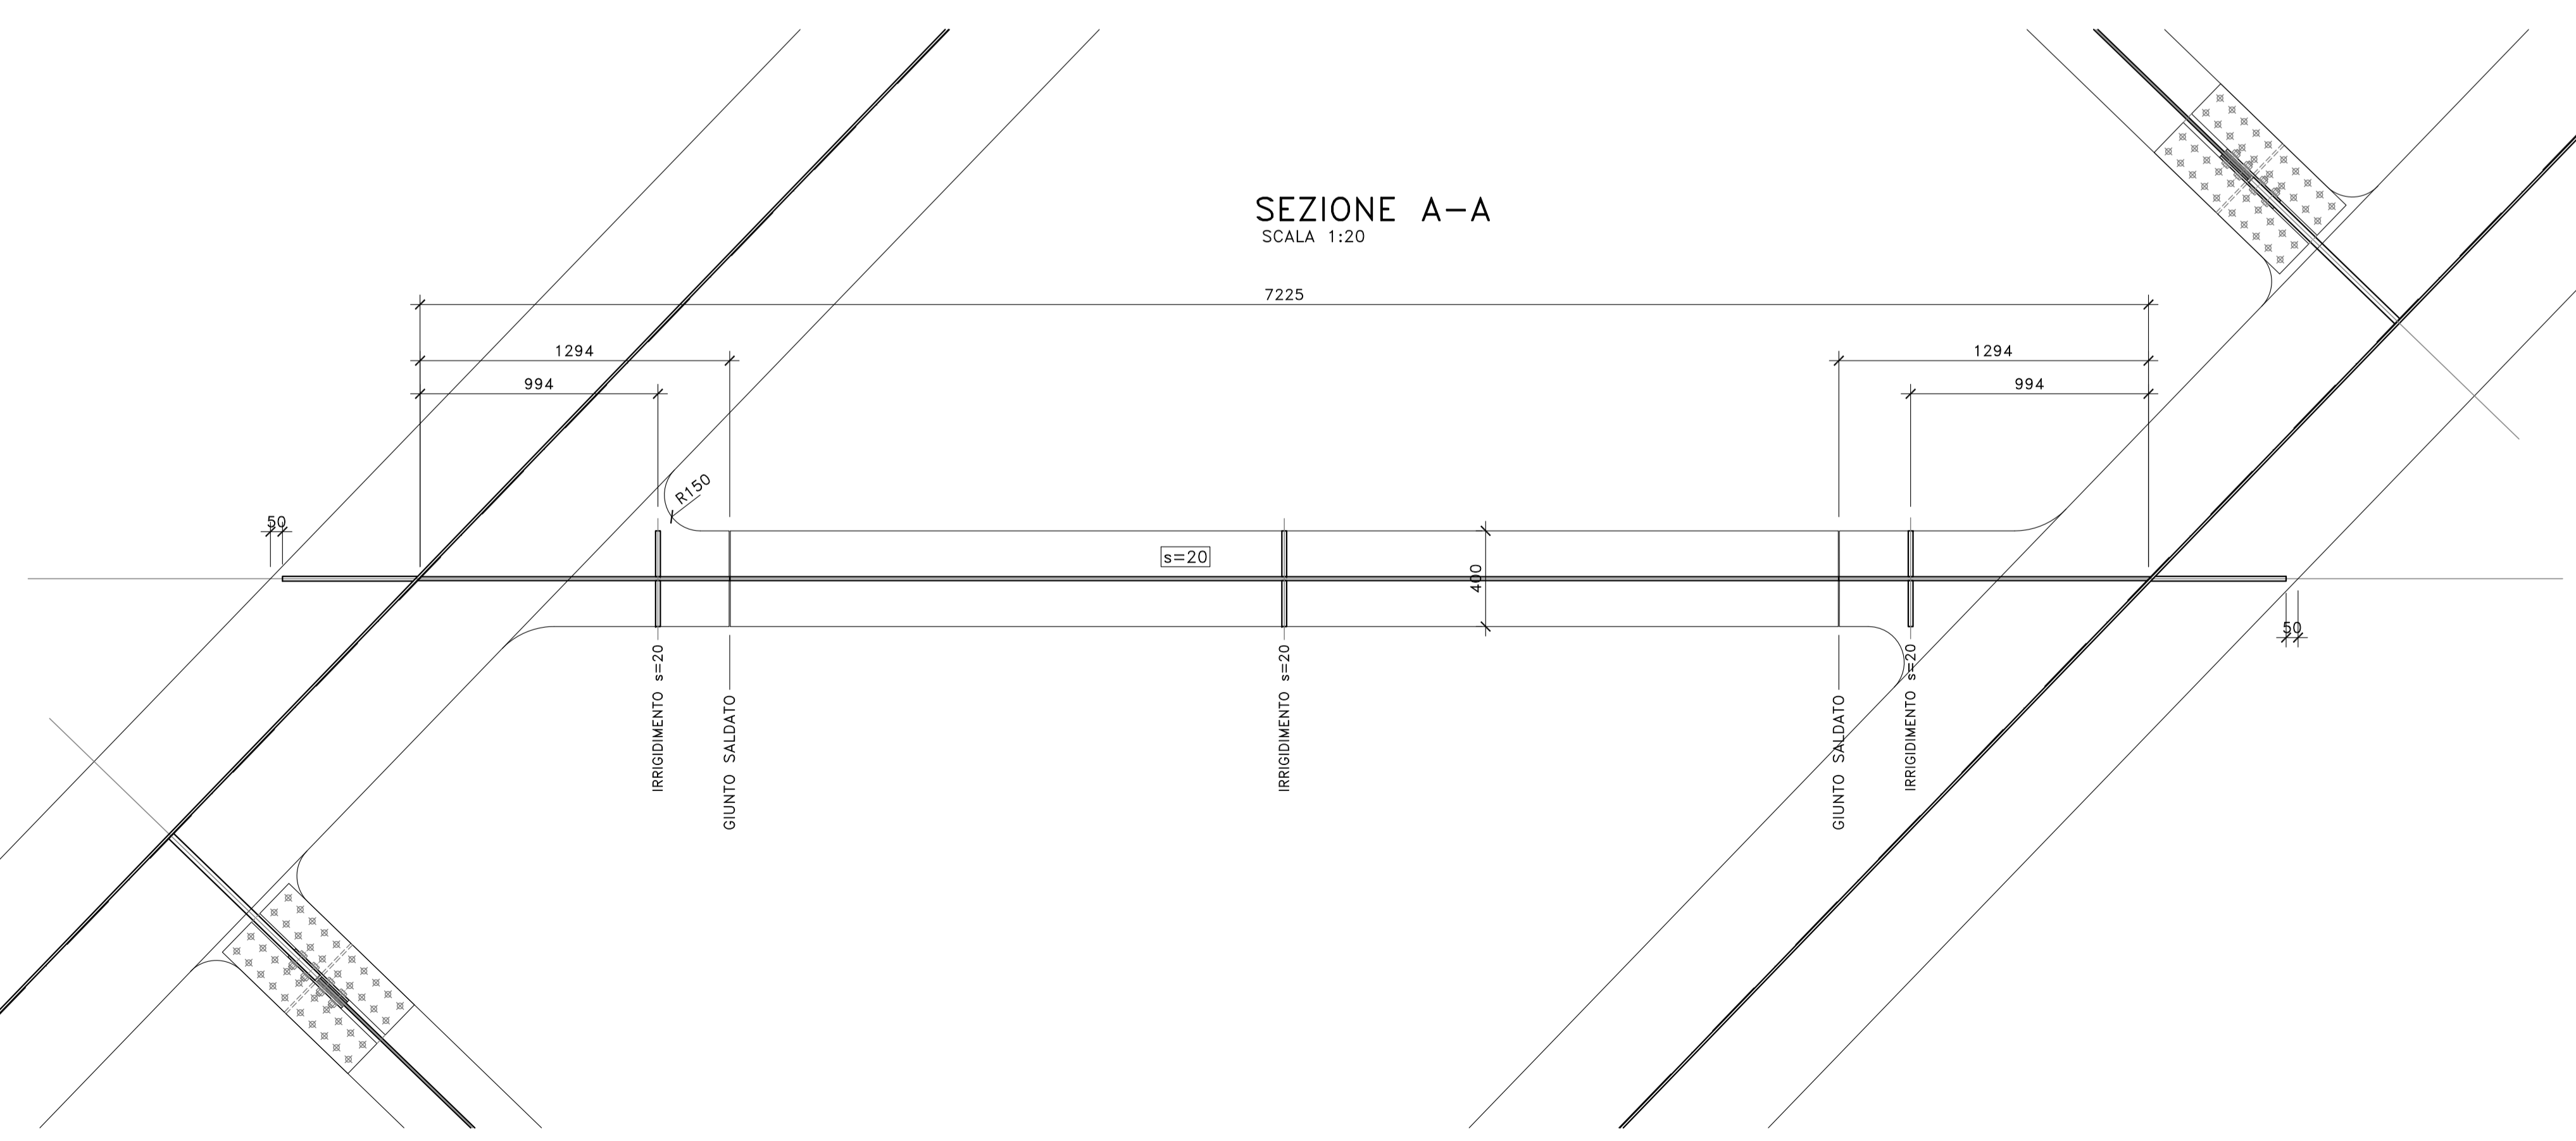 SEZIONE A-A
SCALA 1:20
7225
1294
1294
994
994
R150
50
s=20
400
50
IRRIGIDIMENTO s=20
GIUNTO SALDATO
IRRIGIDIMENTO s=20
GIUNTO SALDATO
IRRIGIDIMENTO s=20